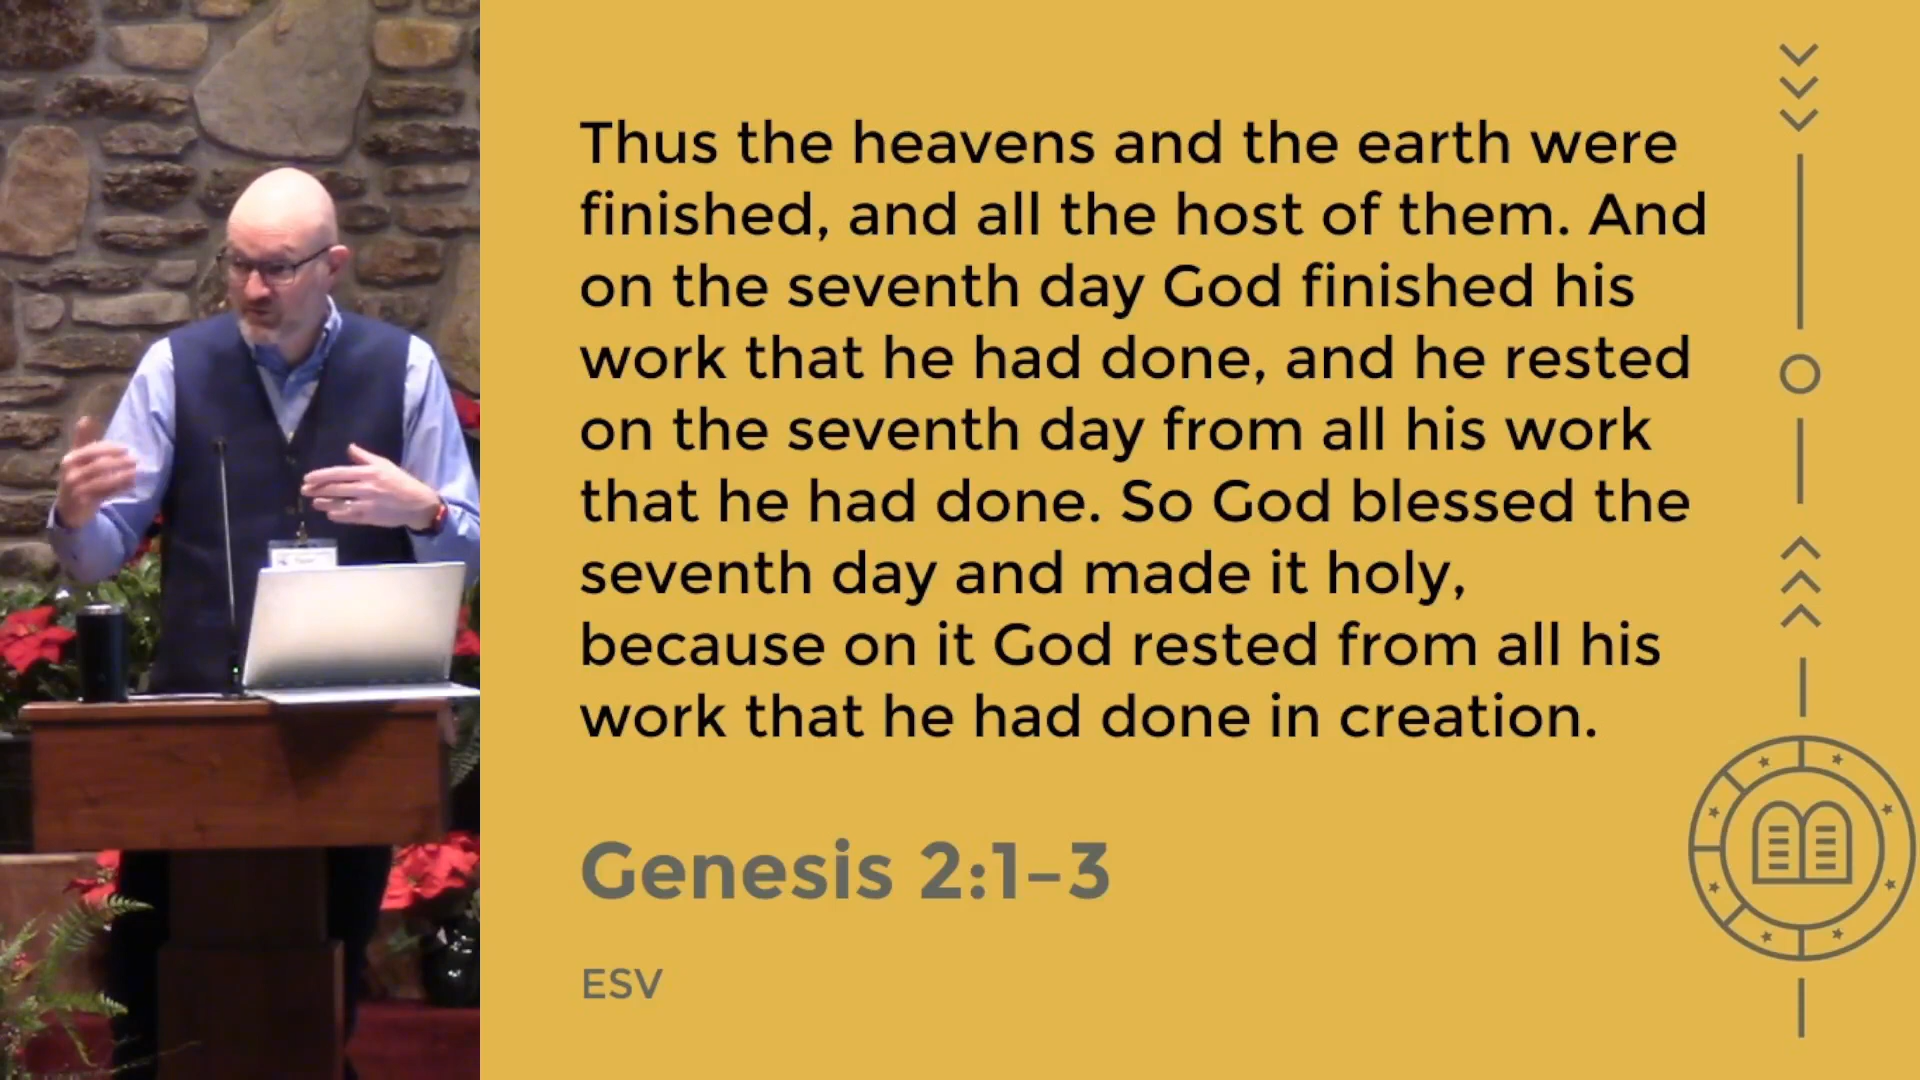 Thus the heavens and the earth were
finished, and all the host of them. And
on the seventh day God finished his
work that he had done, and he rested
on the seventh day from all his work
that he had done. So God blessed the
seventh day and made it holy,
because on it God rested from all his
work that he had done in creation.
Genesis 2:1–3
ESV